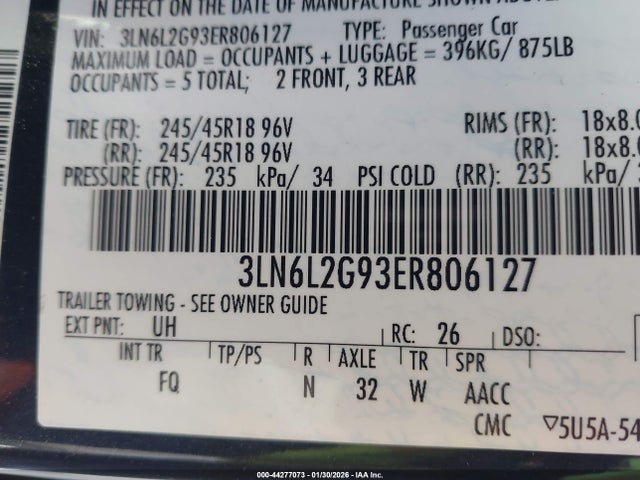 IN EFFECT ON THE DATE OF MANUFACTURE SHOWN ABOVE.
VIN: 3LN6L2G93ER806127 TYPE: Passenger Car
MAXIMUM LOAD = OCCUPANTS + LUGGAGE = 396KG/ 875LB
OCCUPANTS = 5 TOTAL; 2 FRONT, 3 REAR
TIRE (FR): 245/45R18 96V RIMS (FR): 18x8.0
(RR): 245/45R18 96V (RR): 18x8.
PRESSURE (FR): 235 kPa/ 34 PSI COLD (RR): 235 kPa/
3LN6L2G93ER806127
TRAILER TOWING - SEE OWNER GUIDE
EXT PNT: UH RC: 26 DSO:
INT TR TP/PS R AXLE TR SPR
FQ N 32 W AACC
CMC ▽5U5A-54
000-44277073 - 01/30/2026 - IAA Corp.